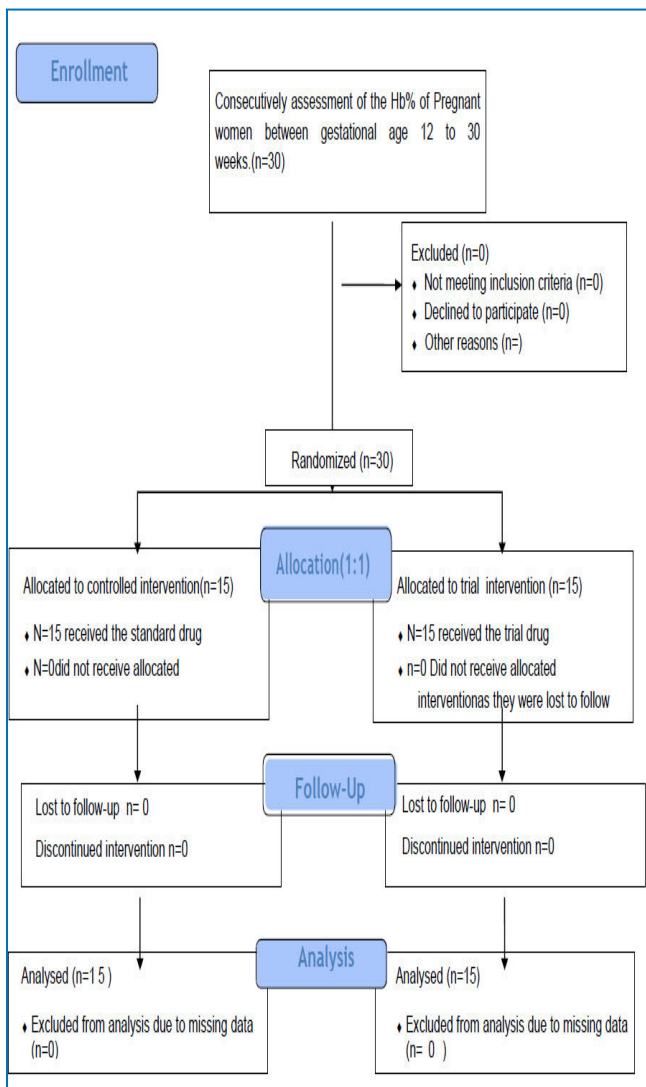 Enrollment
Consecutively assessment of the Hb% of Pregnant
women between gestational age 12 to 30
weeks.(n=30)
Excluded (n=0)
♦ Not meeting inclusion criteria (n=0)
♦ Declined to participate (n=0)
♦ Other reasons (n=)
Randomized (n=30)
Allocation(1:1)
Allocated to controlled intervention(n=15)
♦ N=15 received the standard drug
♦ N=0did not receive allocated
Allocated to trial intervention (n=15)
♦ N=15 received the trial drug
♦ n=0 Did not receive allocated
interventionas they were lost to follow
Follow-Up
Lost to follow-up n= 0
Discontinued intervention n=0
Lost to follow-up n= 0
Discontinued intervention n=0
Analysis
Analysed (n=1 5 )
♦ Excluded from analysis due to missing data
(n=0)
Analysed (n=15)
♦ Excluded from analysis due to missing data
(n= 0 )